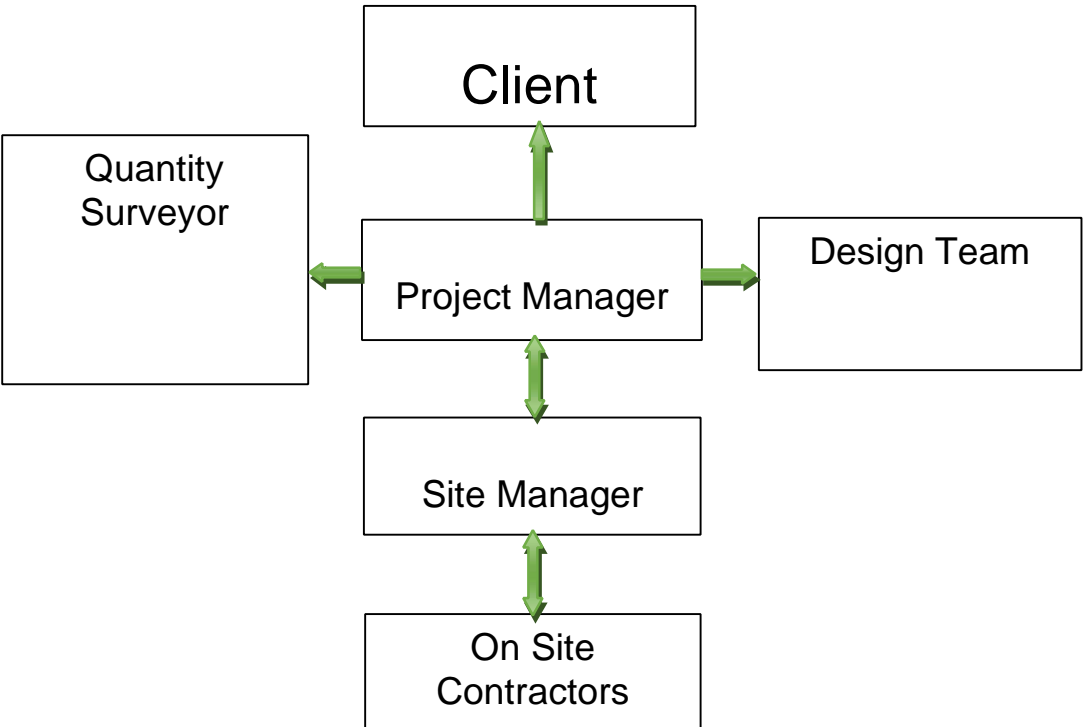 Client
Quantity
Surveyor
Project Manager
Design Team
Site Manager
On Site
Contractors